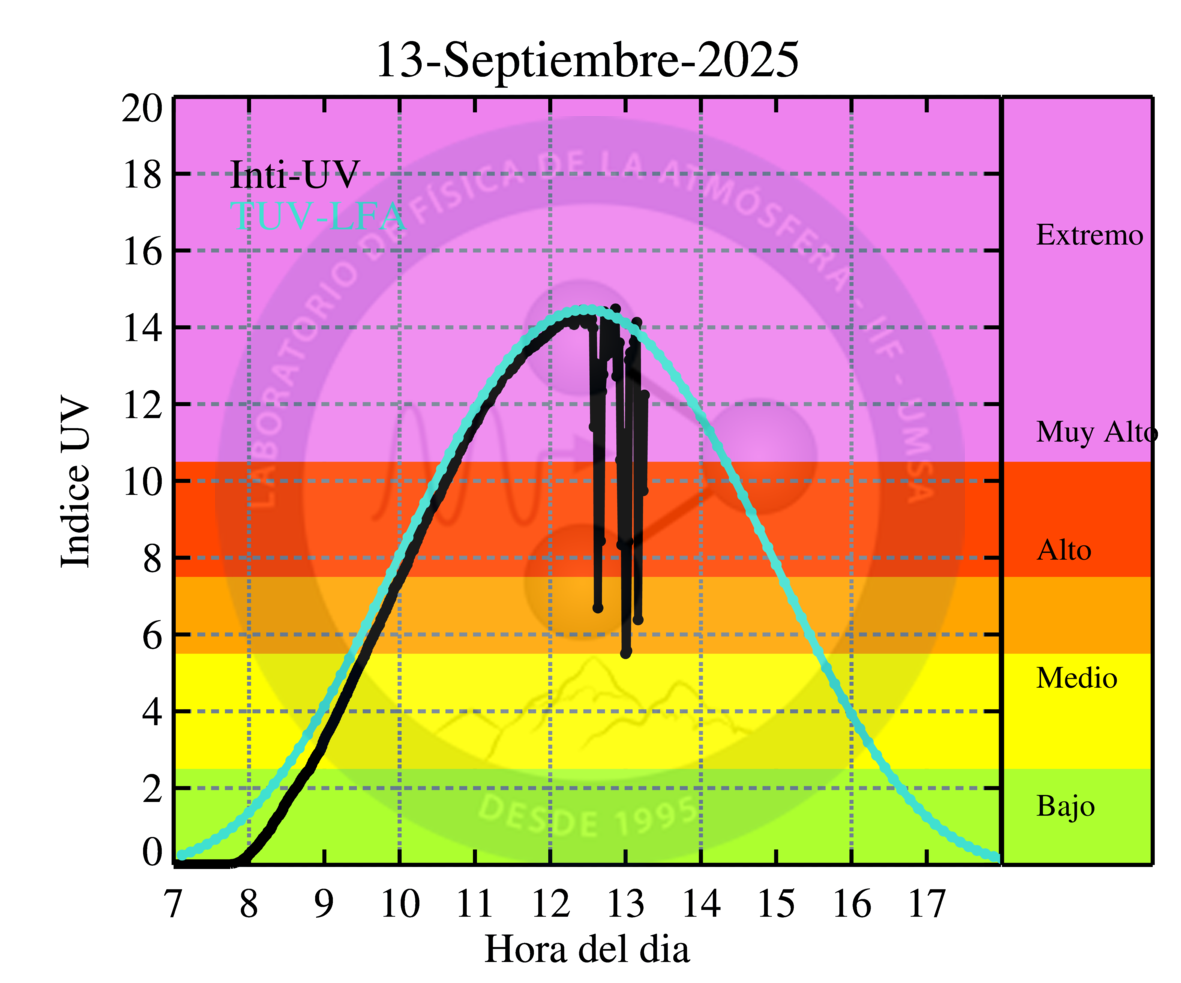 13-Septiembre-2025
20
18
16
14
12
10
8
6
4
2
0
Indice UV
Inti-UV
TUV-LFA
LABORATORIO DE FÍSICA DE LA ATMÓSFERA - IIF - UMSA
DESDE 1995
Extremo
Muy Alto
Alto
Medio
Bajo
7 8 9 10 11 12 13 14 15 16 17
Hora del dia